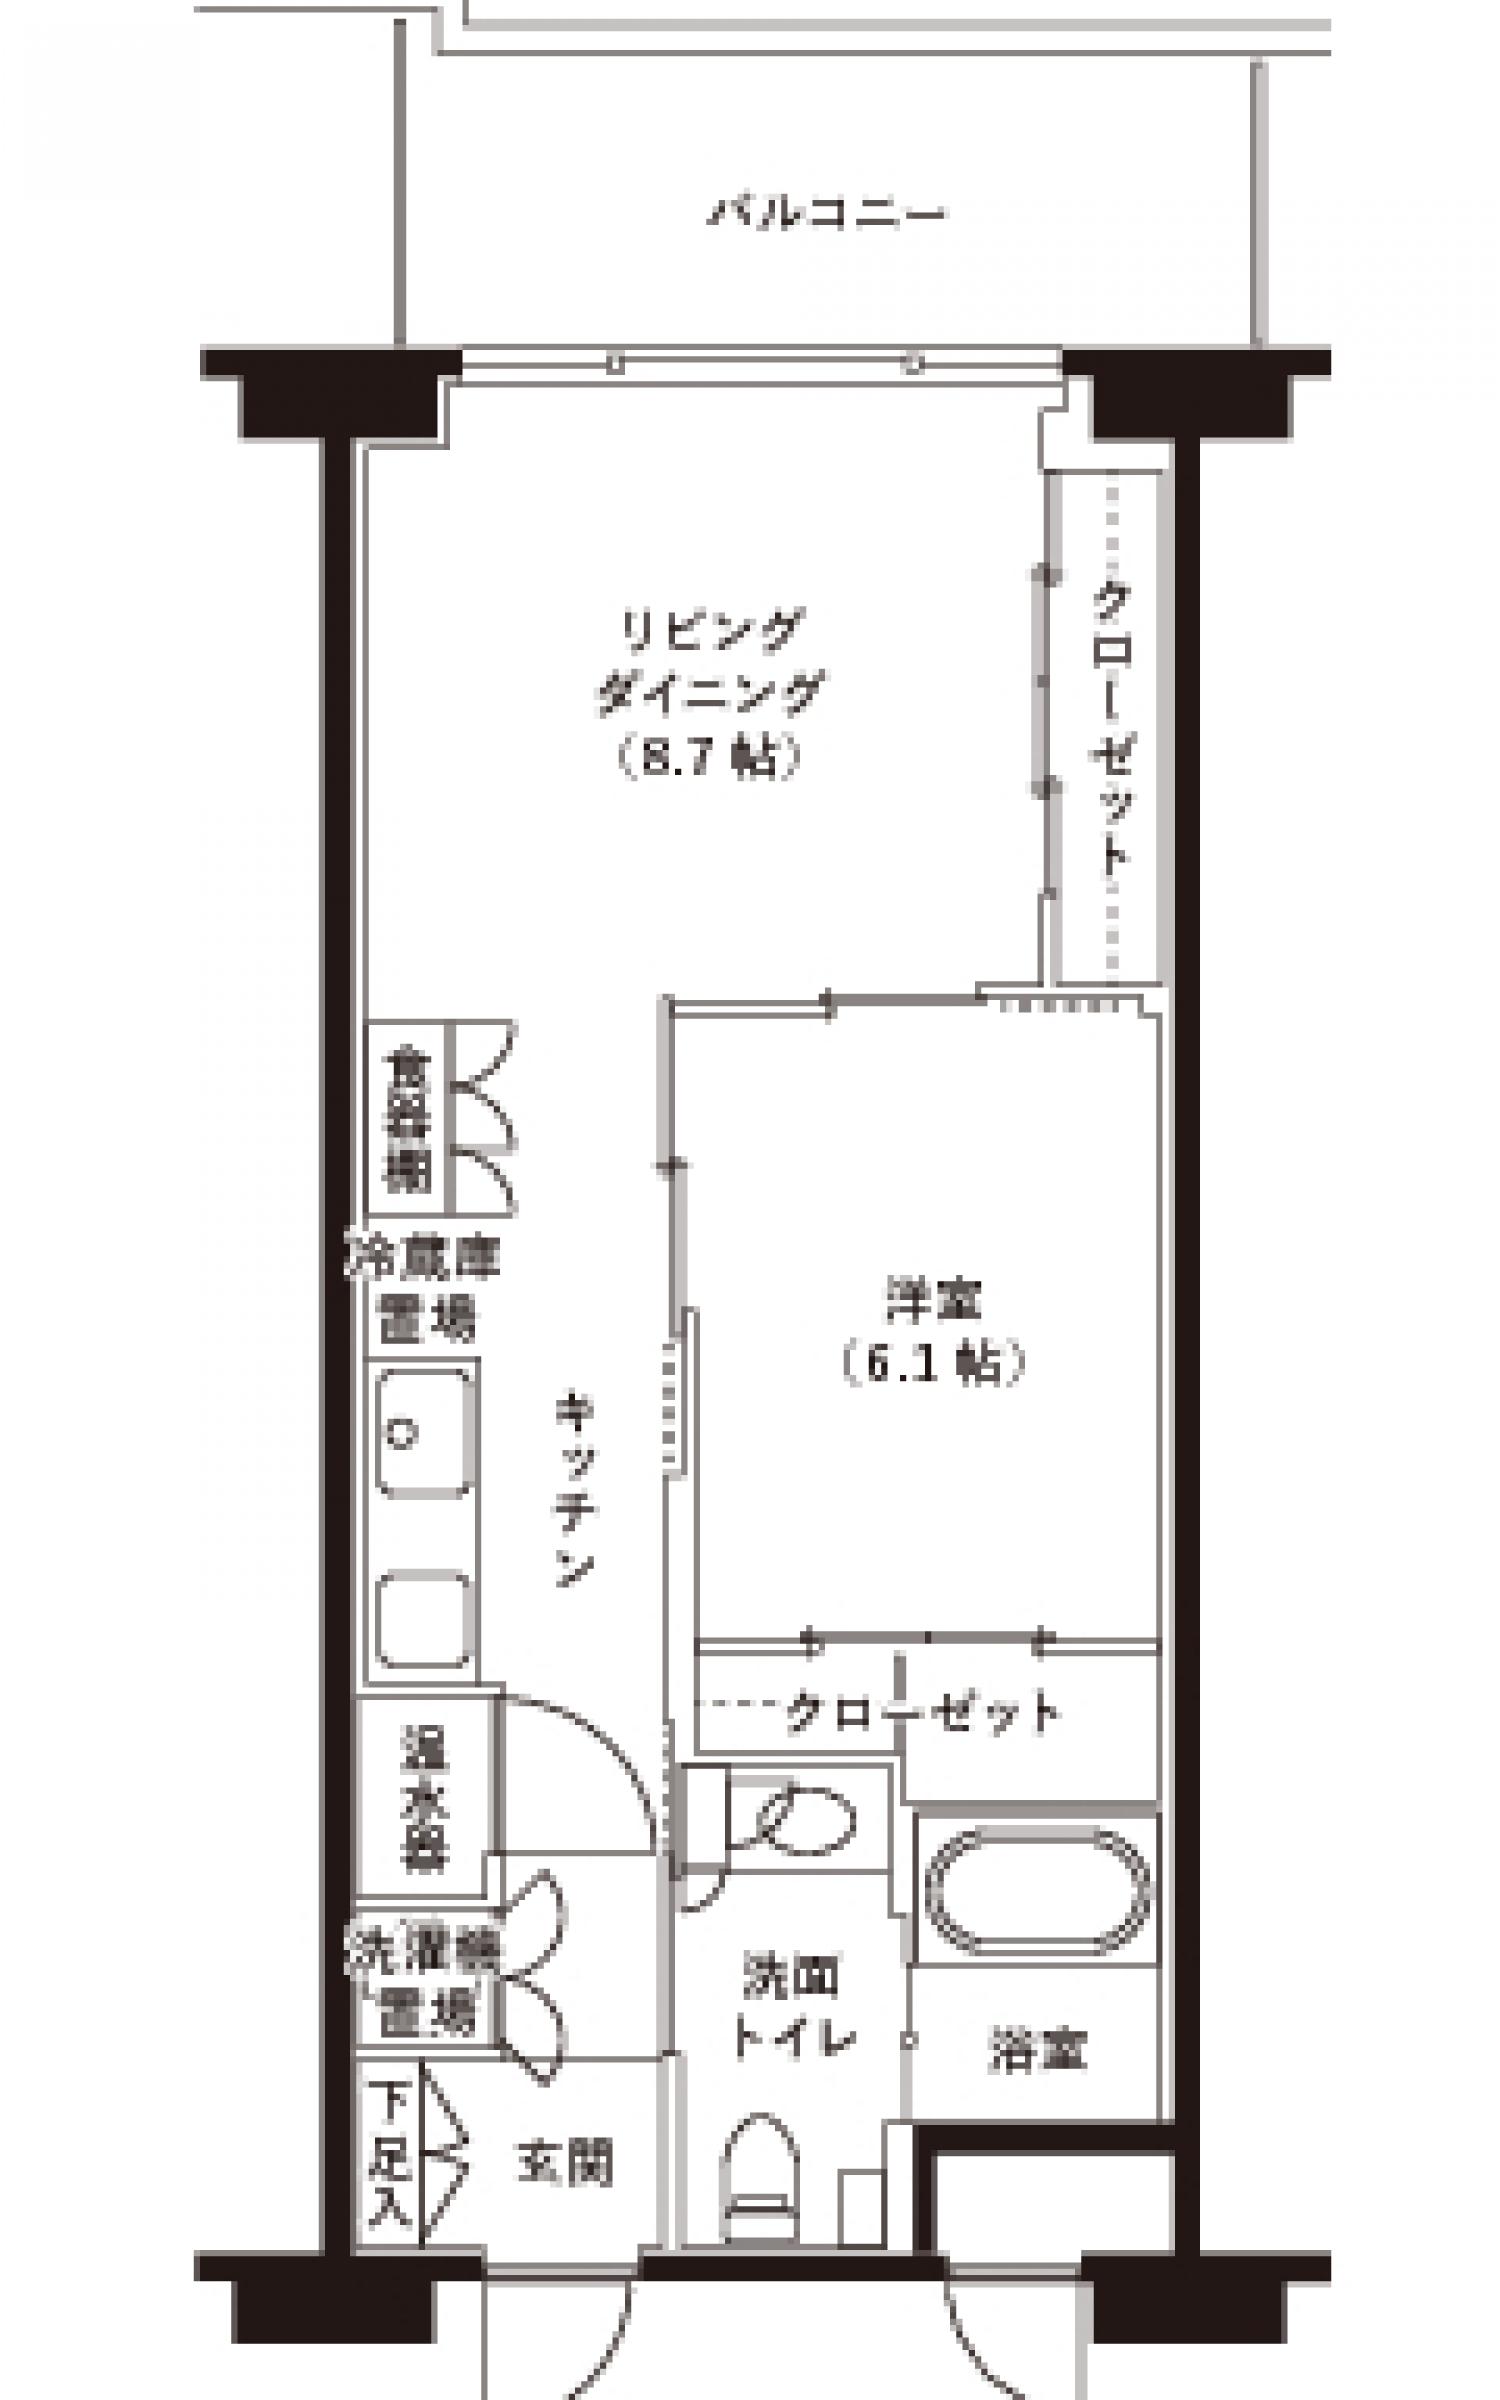 バルコニー
リビング
ダイニング
（8.7 帖）
クローゼット
食器棚
冷蔵庫
置場
キッチン
洋室
（6.1 帖）
クローゼット
温水器
洗濯機
置場
洗面
トイレ
浴室
下足入
玄関